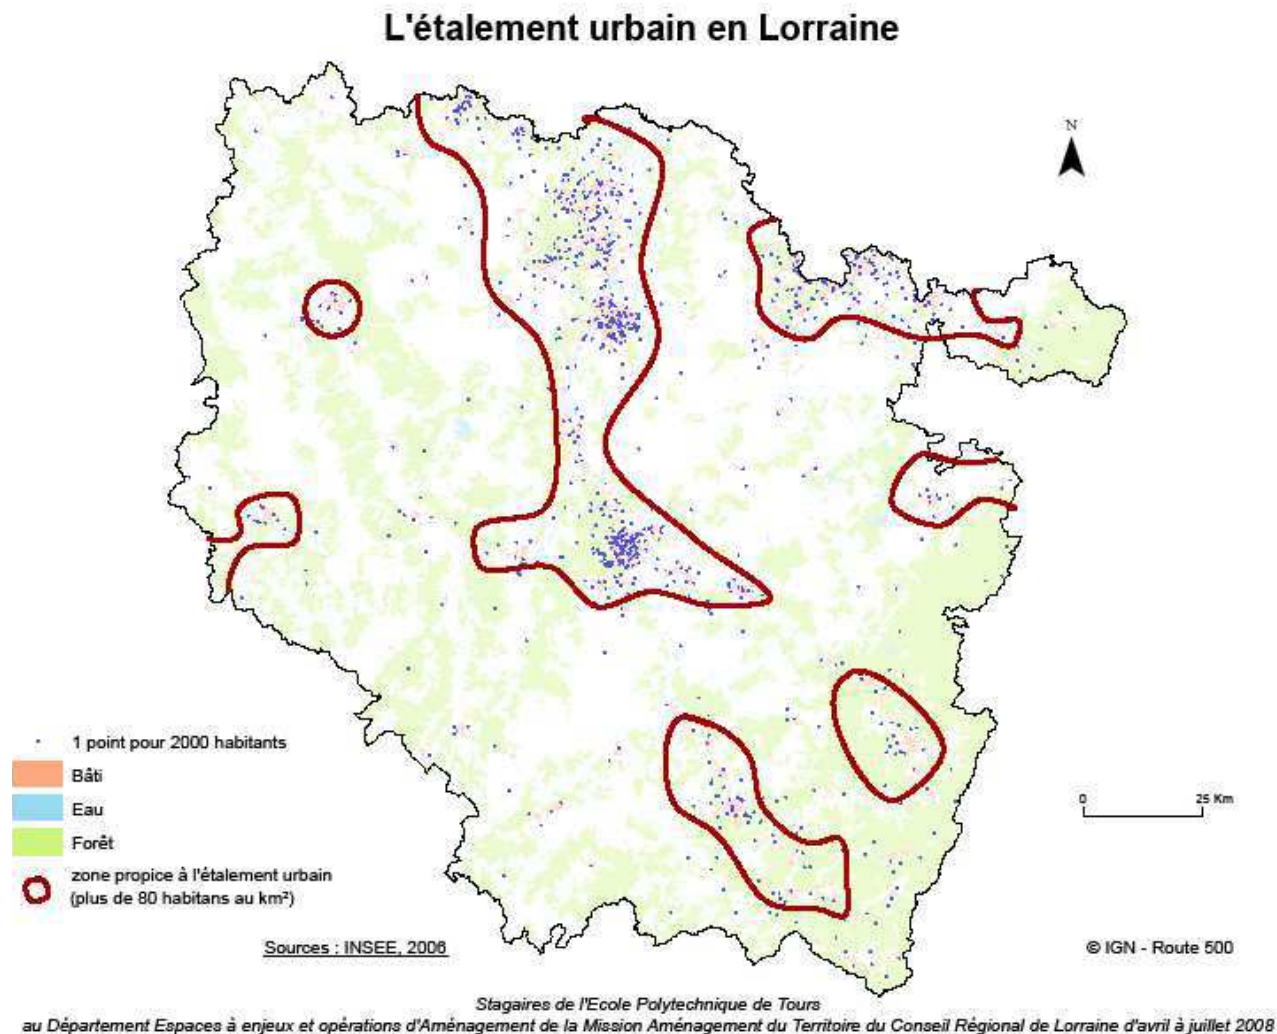 L'étalement urbain en Lorraine
N
1 point pour 2000 habitants
Bâti
Eau
Forêt
zone propice à l'étalement urbain
(plus de 80 habitans au km²)
0 25 Km
Sources : INSEE, 2006
© IGN - Route 500
Stagaires de l'Ecole Polytechnique de Tours
au Département Espaces à enjeux et opérations d'Aménagement de la Mission Aménagement du Territoire du Conseil Régional de Lorraine d'avril à juillet 2008